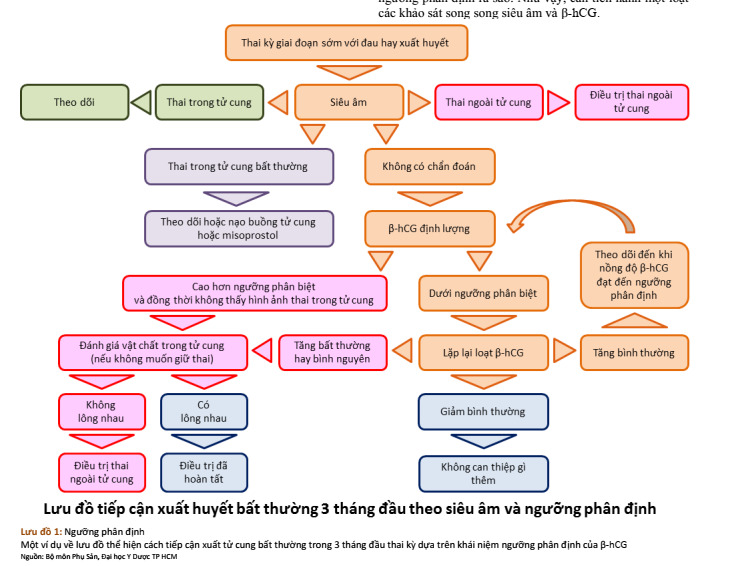 các khảo sát song song siêu âm và β-hCG.
Thai kỳ giai đoạn sớm với đau hay xuất huyết
Theo dõi
Thai trong tử cung
Siêu âm
Thai ngoài tử cung
Điều trị thai ngoài
tử cung
Thai trong tử cung bất thường
Không có chẩn đoán
Theo dõi hoặc nạo buồng tử cung
hoặc misoprostol
β-hCG định lượng
Theo dõi đến khi
nồng độ β-hCG
đạt đến ngưỡng
phân định
Cao hơn ngưỡng phân biệt
và đồng thời không thấy hình ảnh thai trong tử cung
Dưới ngưỡng phân biệt
Đánh giá vật chất trong tử cung
(nếu không muốn giữ thai)
Tăng bất thường
hay bình nguyên
Lặp lại loạt β-hCG
Tăng bình thường
Không
lông nhau
Có
lông nhau
Giảm bình thường
Điều trị thai
ngoài tử cung
Điều trị đã
hoàn tất
Không can thiệp gì
thêm
Lưu đồ tiếp cận xuất huyết bất thường 3 tháng đầu theo siêu âm và ngưỡng phân định
Lưu đồ 1: Ngưỡng phân định
Một ví dụ về lưu đồ thể hiện cách tiếp cận xuất tử cung bất thường trong 3 tháng đầu thai kỳ dựa trên khái niệm ngưỡng phân định của β-hCG
Nguồn: Bộ môn Phụ Sản, Đại học Y Dược TP HCM